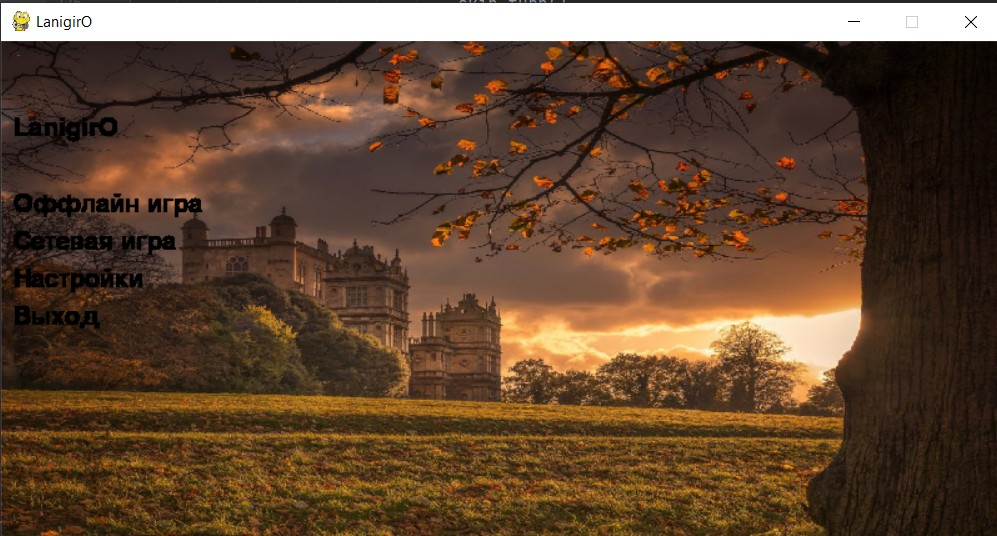 LanigirO
LanigirO
Оффлайн игра
Сетевая игра
Настройки
Выход